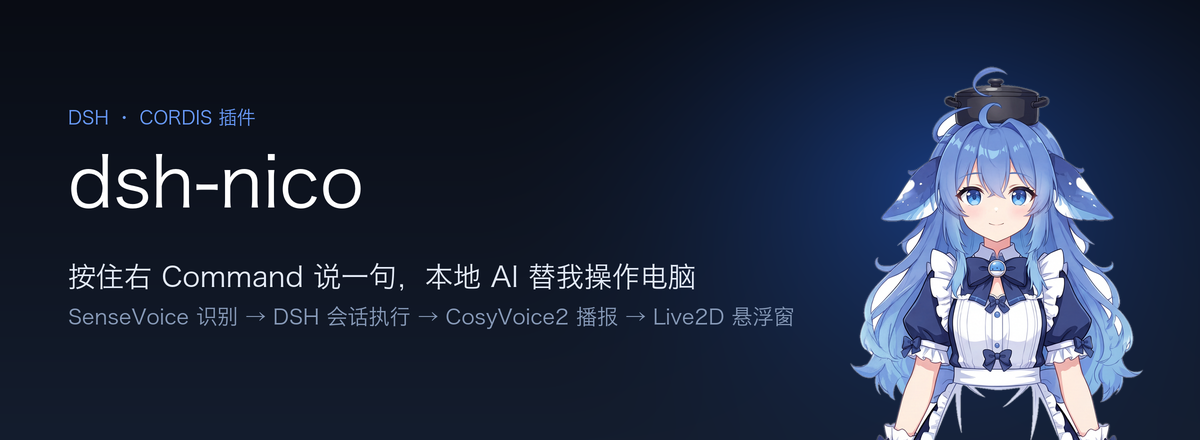 DSH · CORDIS 插件
dsh-nico
按住右 Command 说一句，本地 AI 替我操作电脑
SenseVoice 识别 → DSH 会话执行 → CosyVoice2 播报 → Live2D 悬浮窗